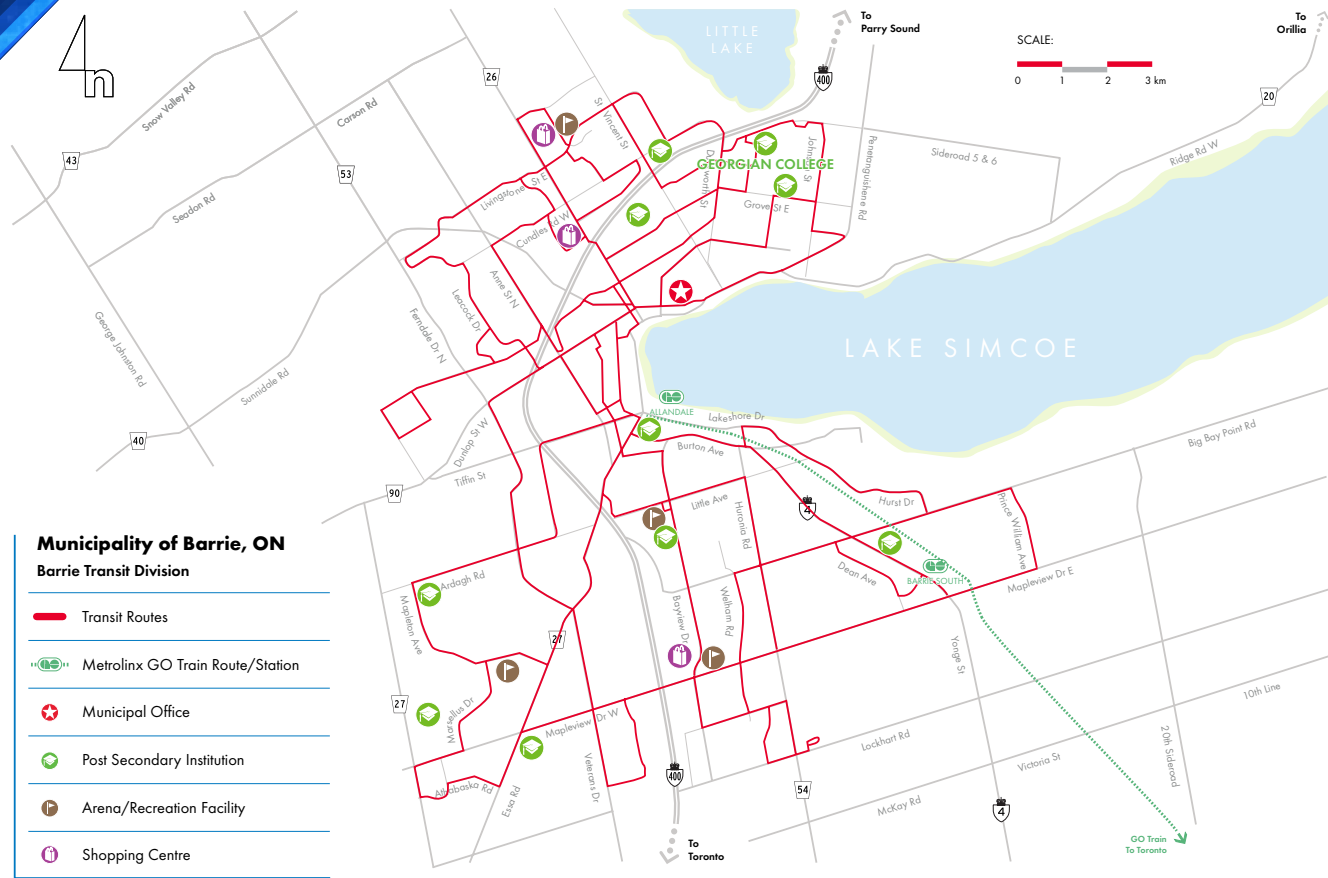 n
LITTLE
LAKE
To
Parry Sound
To
Orillia
SCALE:
0 1 2 3 km
400
26
20
Snow Valley Rd
Carson Rd
St Vincent St
43
53
Seadon Rd
Livingstone St E
GEORGIAN COLLEGE
Duckworth St
Johnson St
Penetanguishene Rd
Sideroad 5 & 6
Ridge Rd W
Grove St E
Cundles Rd W
Anne St N
Leacock Dr
Ferndale Dr N
George Johnston Rd
Sunnidale Rd
LAKE SIMCOE
40
Dunlop St W
Tiffin St
90
ALLANDALE
Lakeshore Dr
Burton Ave
Big Bay Point Rd
Little Ave
Huronia Rd
4
Hurst Dr
Prince William Ave
Dean Ave
BARRIE SOUTH
Mapleview Dr E
Ardagh Rd
Mapleton Ave
27
Bayview Dr
Welham Rd
Yonge St
27
Marsellus Dr
Mapleview Dr W
Veterans Dr
Essa Rd
Athabaska Rd
400
54
Lockhart Rd
Victoria St
McKay Rd
4
10th Line
20th Sideroad
To
Toronto
GO Train
To Toronto
Municipality of Barrie, ON
Barrie Transit Division
Transit Routes
Metrolinx GO Train Route/Station
Municipal Office
Post Secondary Institution
Arena/Recreation Facility
Shopping Centre